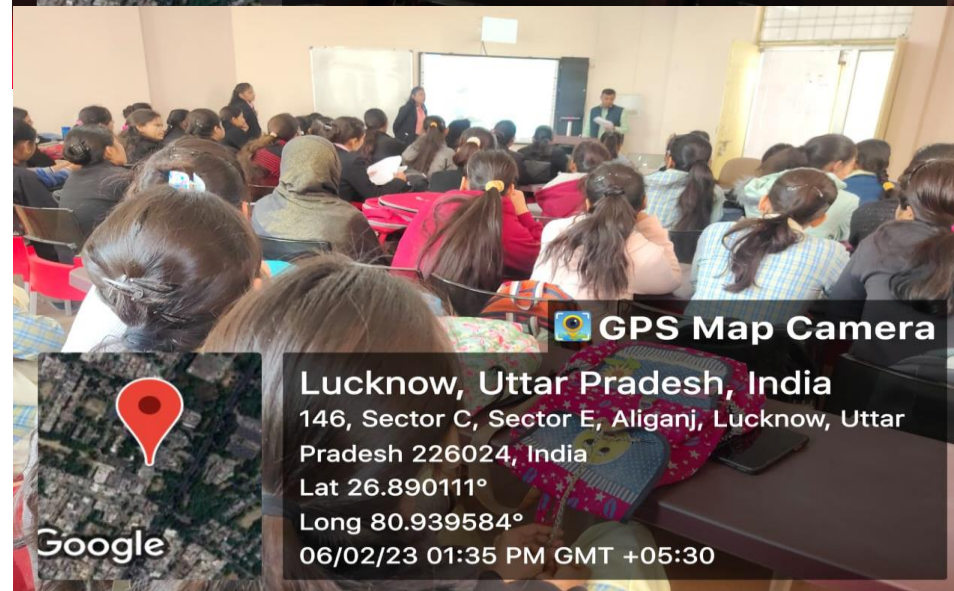 GPS Map Camera
Lucknow, Uttar Pradesh, India
146, Sector C, Sector E, Aliganj, Lucknow, Uttar
Pradesh 226024, India
Lat 26.890111°
Long 80.939584°
06/02/23 01:35 PM GMT +05:30
Google